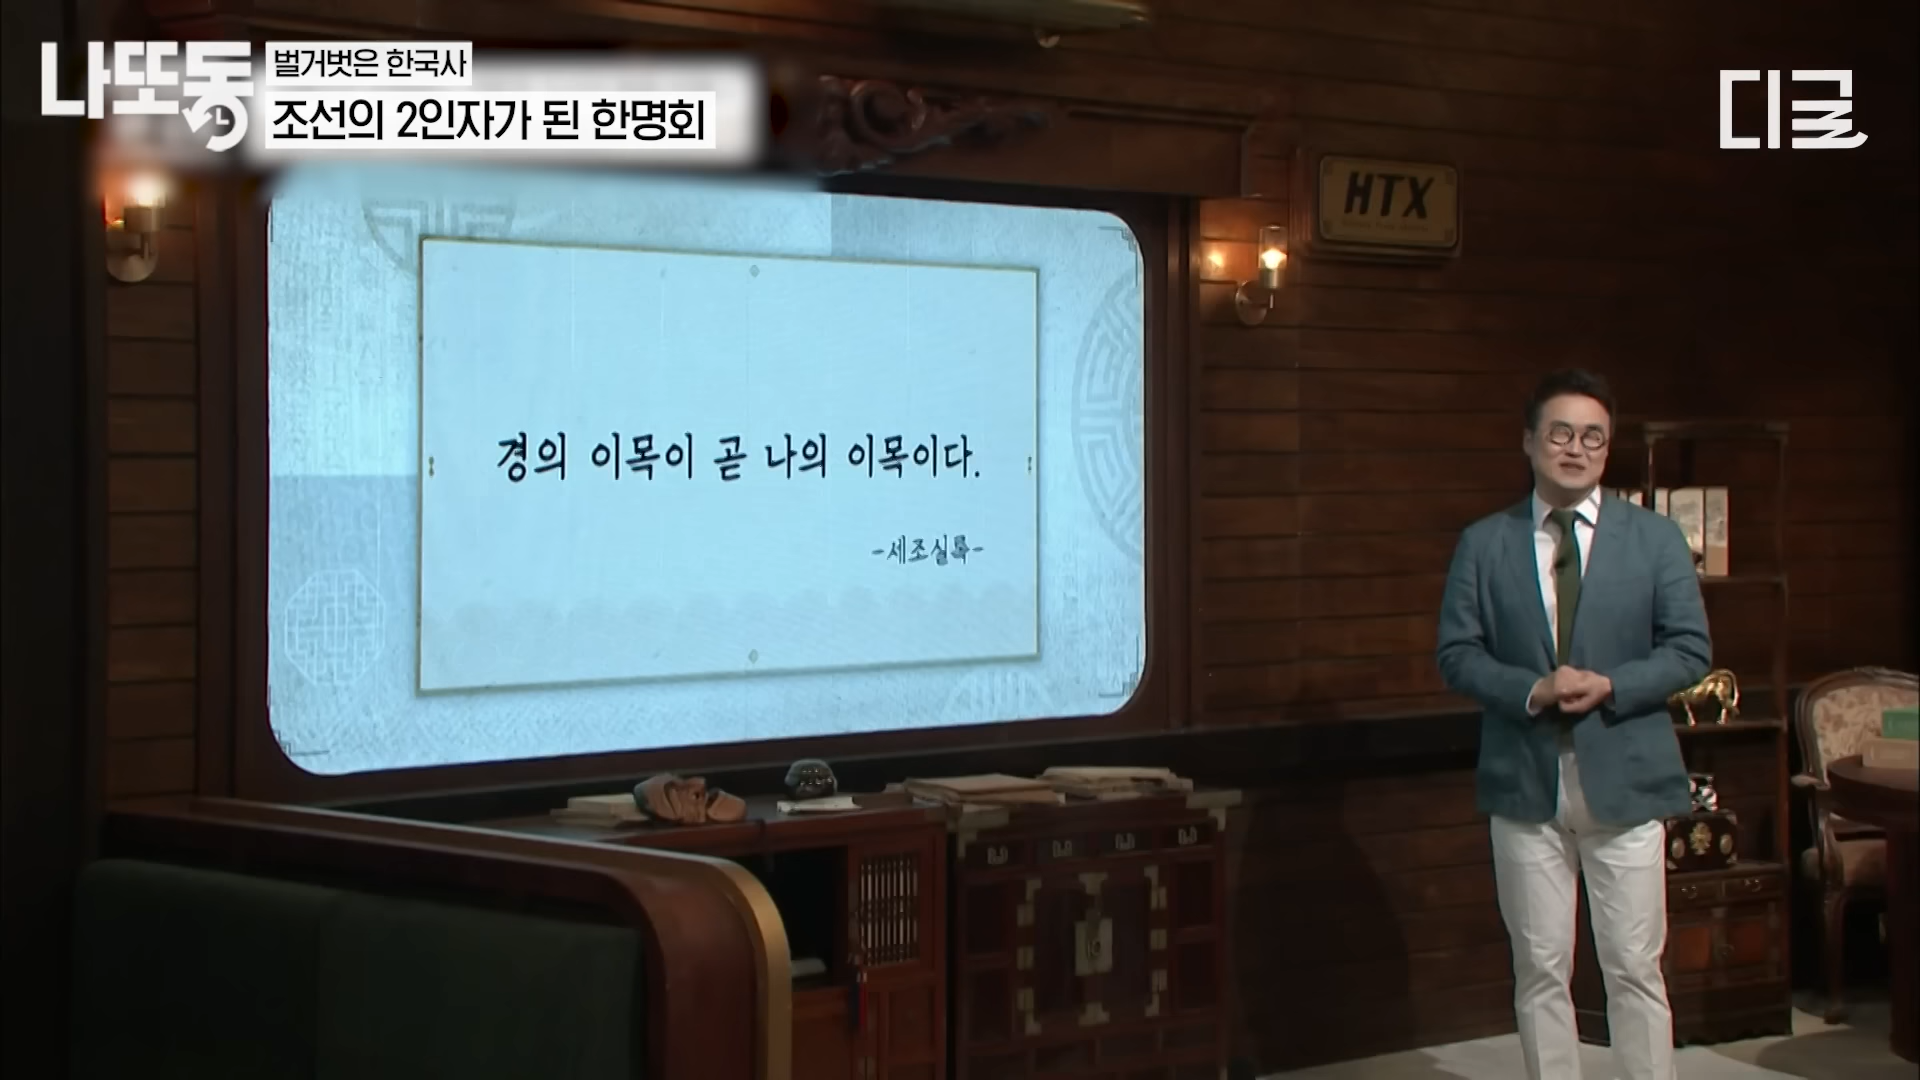 나또동
벌거벗은 한국사
조선의 2인자가 된 한명회
디글
HTX
경의 이목이 곧 나의 이목이다.
-세조실록-